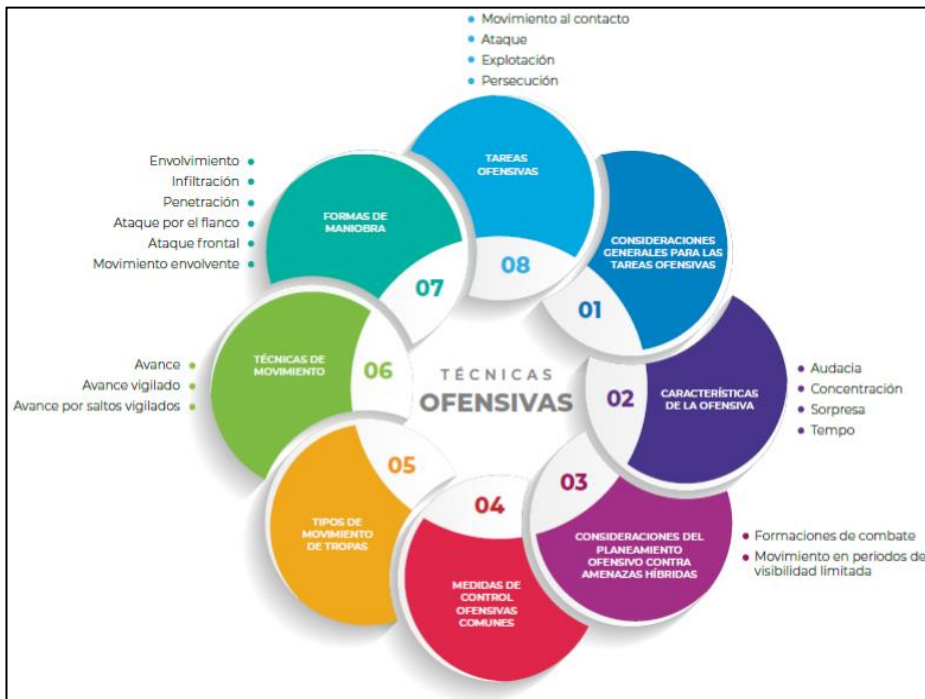 Movimiento al contacto
Ataque
Explotación
Persecución
TAREAS
OFENSIVAS
08
CONSIDERACIONES
GENERALES PARA LAS
TAREAS OFENSIVAS
01
CARACTERÍSTICAS
DE LA OFENSIVA
02
Audacia
Concentración
Sorpresa
Tempo
CONSIDERACIONES DEL
PLANEAMIENTO
OFENSIVO CONTRA
AMENAZAS HÍBRIDAS
03
Formaciones de combate
Movimiento en periodos de
visibilidad limitada
04
MEDIDAS DE
CONTROL
OFENSIVAS
COMUNES
05
TIPOS DE
MOVIMIENTO
DE TROPAS
06
TÉCNICAS DE
MOVIMIENTO
Avance
Avance vigilado
Avance por saltos vigilados
07
FORMAS DE
MANIOBRA
Envolvimiento
Infiltración
Penetración
Ataque por el flanco
Ataque frontal
Movimiento envolvente
TÉCNICAS
OFENSIVAS